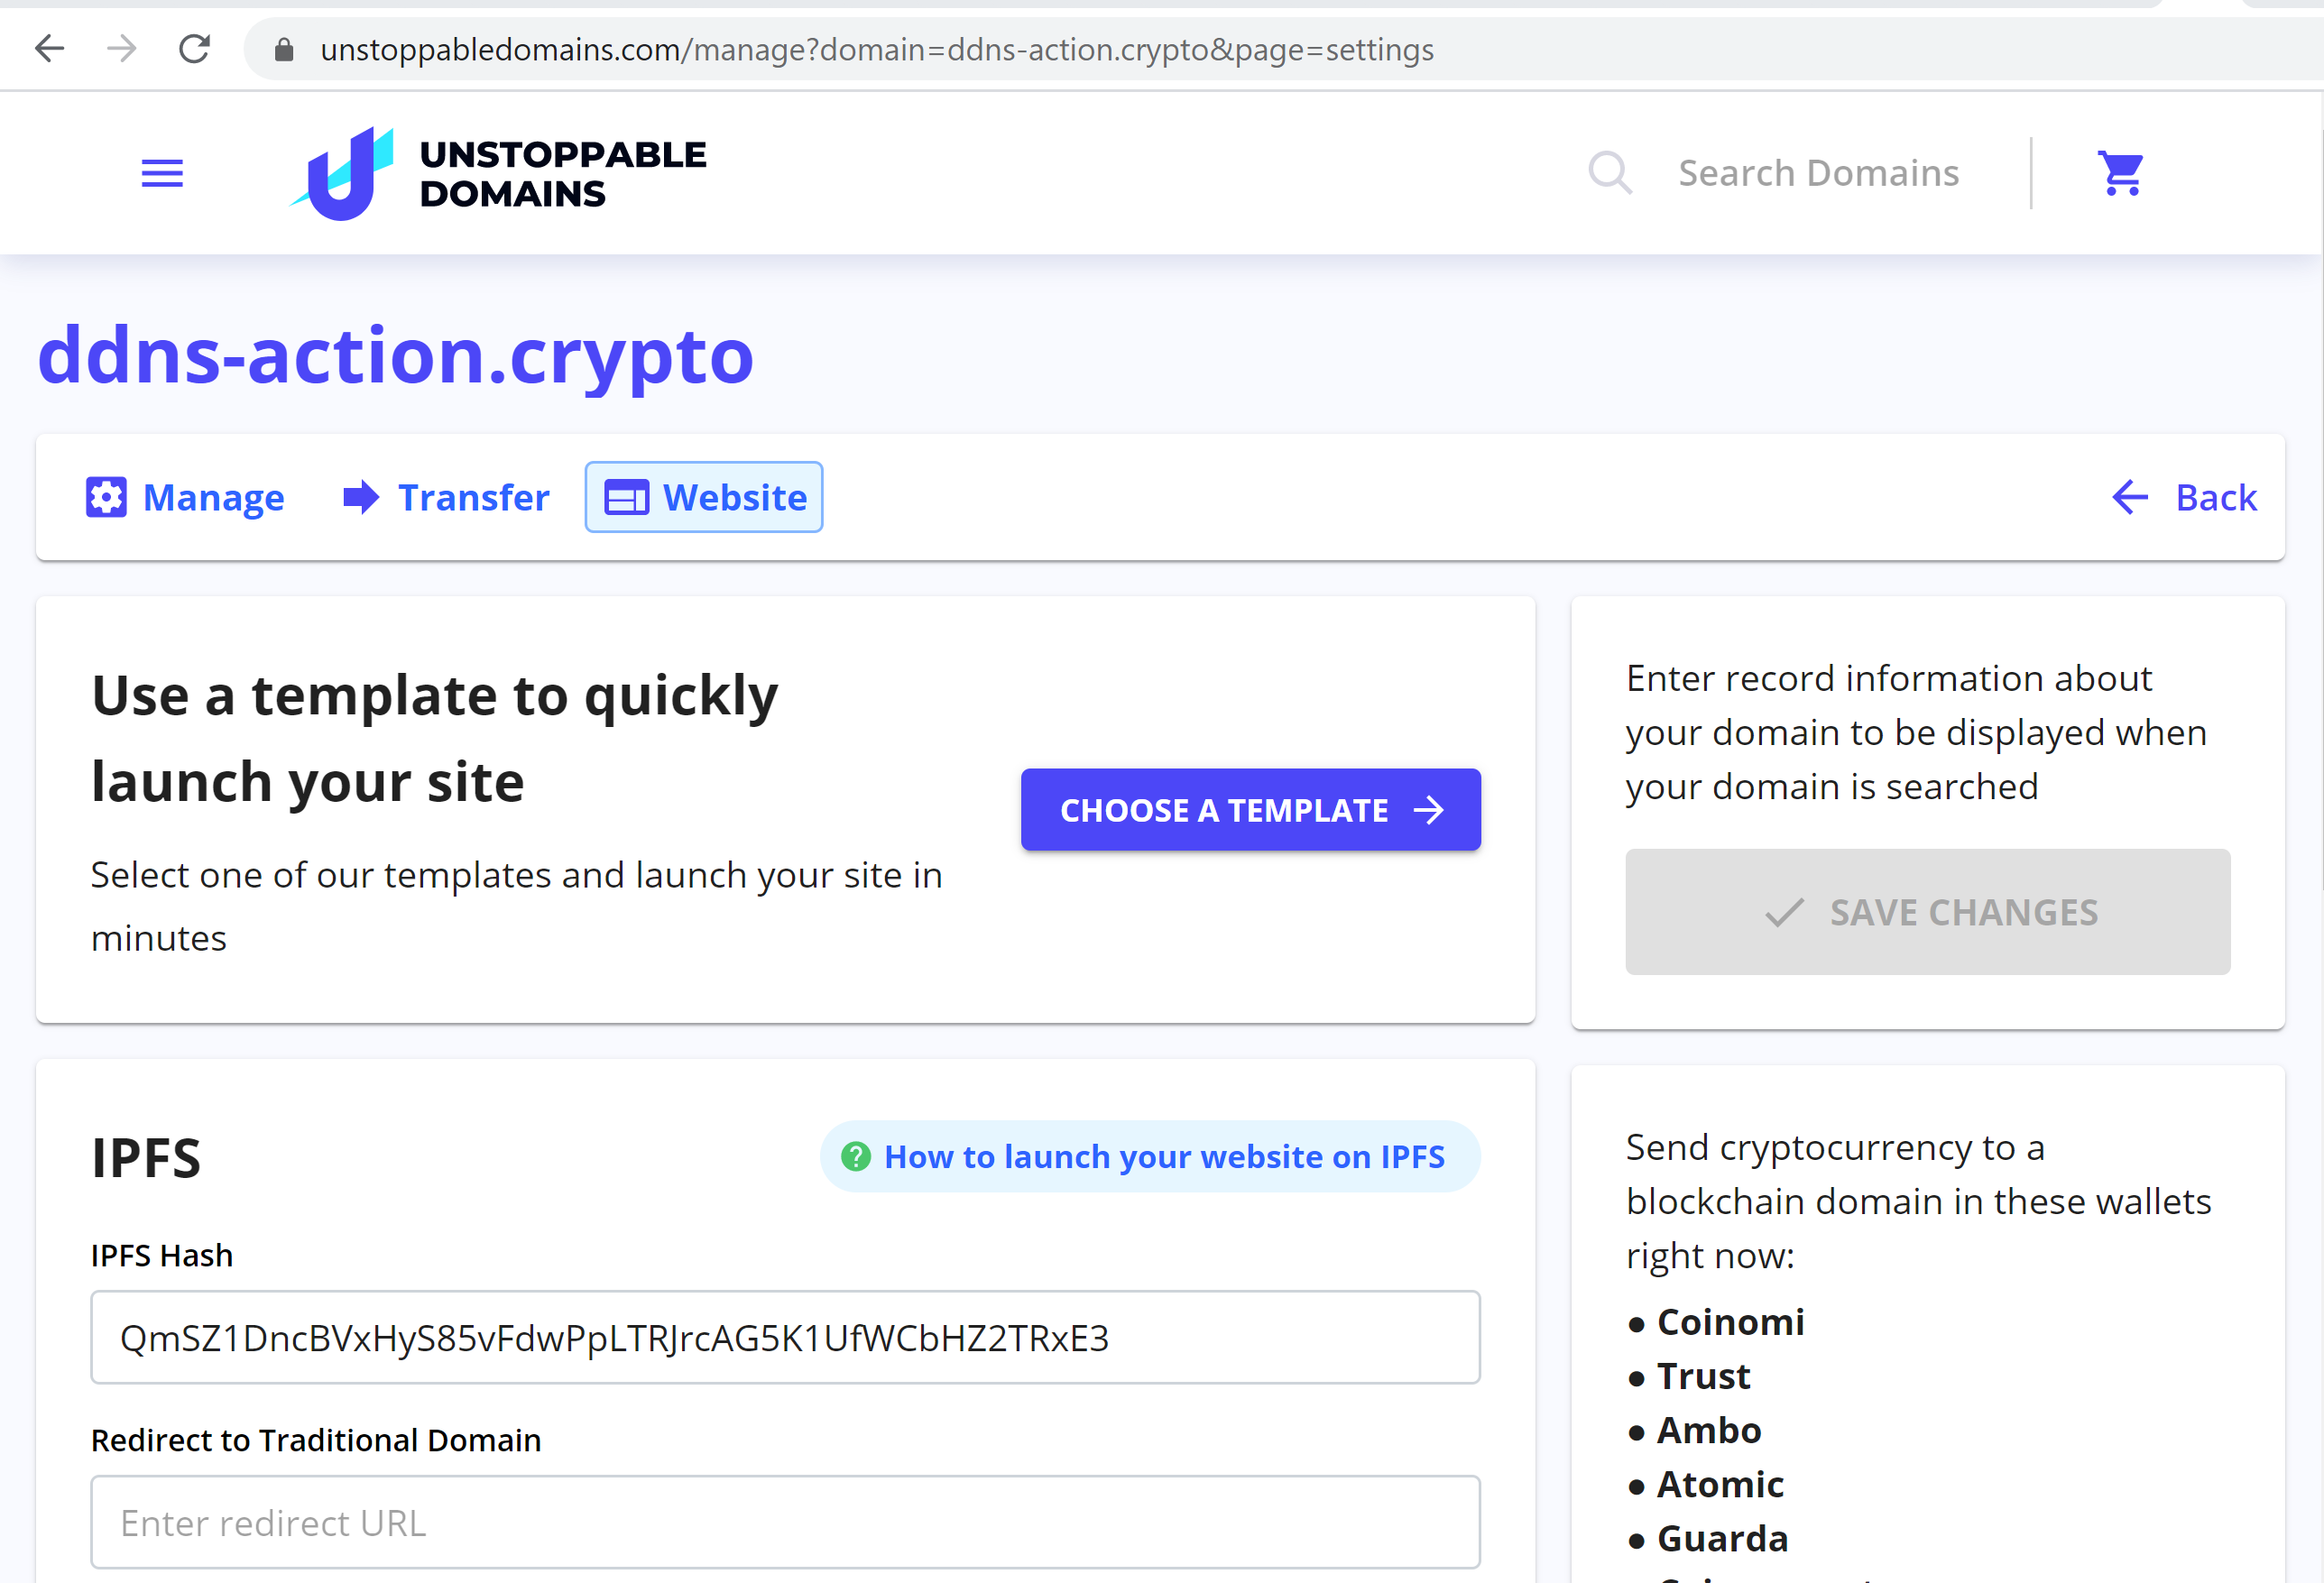 unstoppabledomains.com/manage?domain=ddns-action.crypto&page=settings
UNSTOPPABLE
DOMAINS
Search Domains
ddns-action.crypto
Manage
Transfer
Website
Back
Use a template to quickly
launch your site
Select one of our templates and launch your site in
minutes
CHOOSE A TEMPLATE
Enter record information about
your domain to be displayed when
your domain is searched
SAVE CHANGES
IPFS
How to launch your website on IPFS
IPFS Hash
QmSZ1DncBVxHyS85vFdwPpLTRJrcAG5K1UfWCbHZ2TRxE3
Redirect to Traditional Domain
Enter redirect URL
Send cryptocurrency to a
blockchain domain in these wallets
right now:
• Coinomi
• Trust
• Ambo
• Atomic
• Guarda